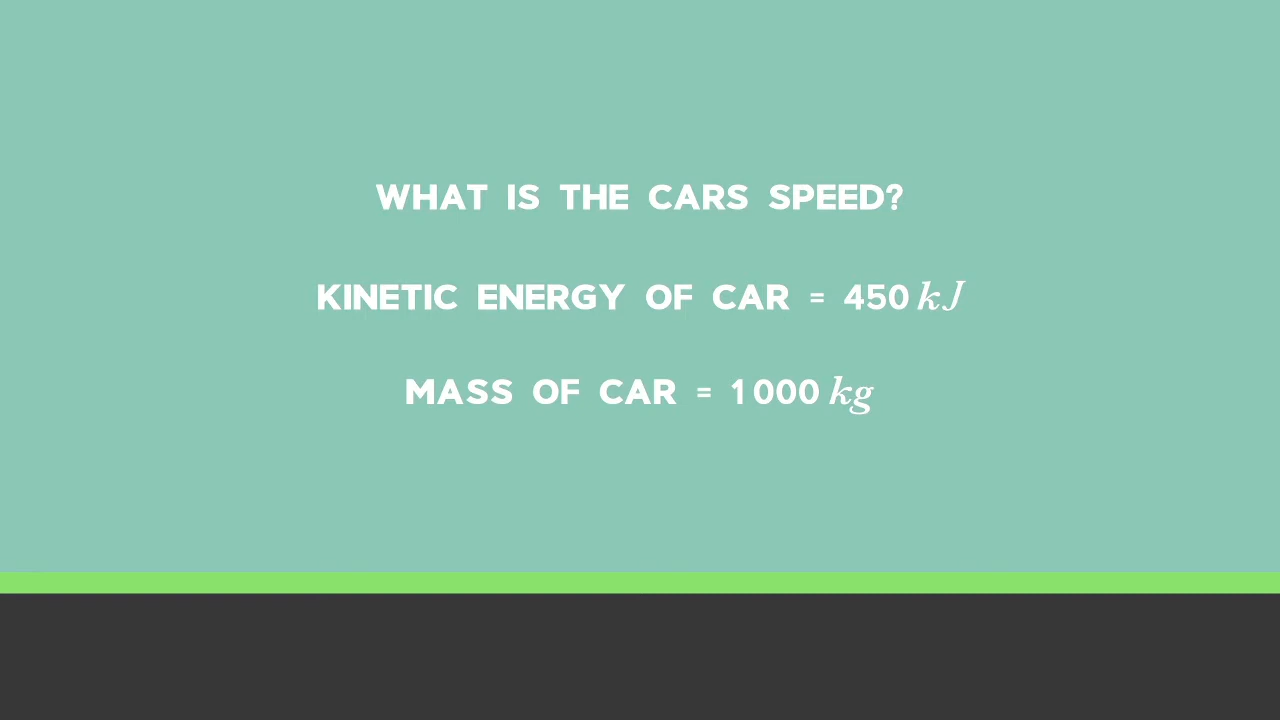 WHAT IS THE CARS SPEED?
KINETIC ENERGY OF CAR = 450 kJ
MASS OF CAR = 1000 kg